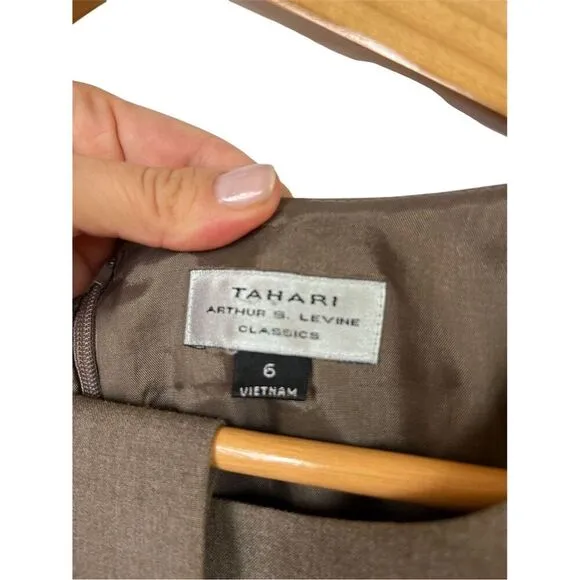 TAHARI
ARTHUR S. LEVINE
CLASSICS
6
VIETNAM